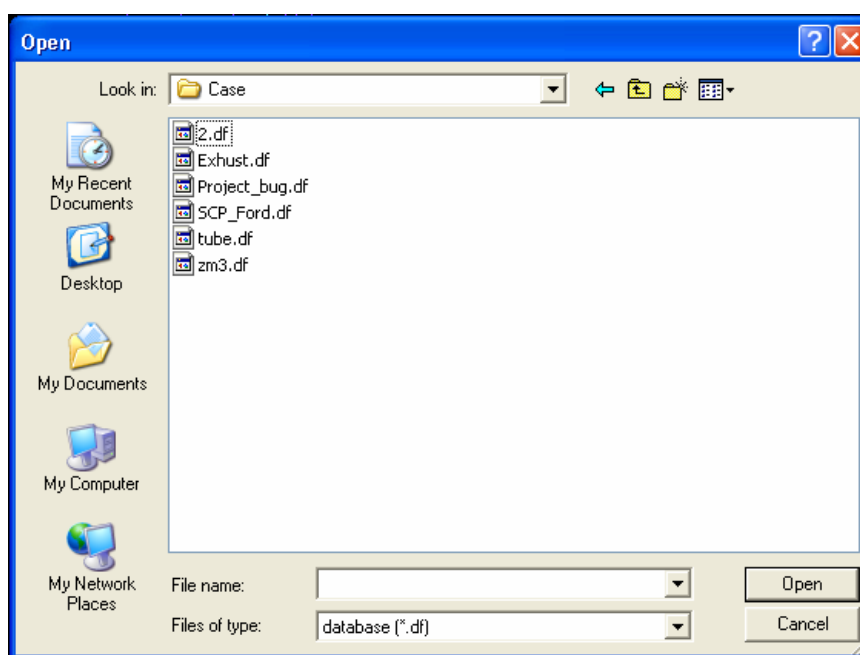 Open
Look in: Case
2.df
Exhust.df
Project_bug.df
SCP_Ford.df
tube.df
zm3.df
My Recent
Documents
Desktop
My Documents
My Computer
My Network
Places
File name:
Open
Files of type: database (*.df)
Cancel